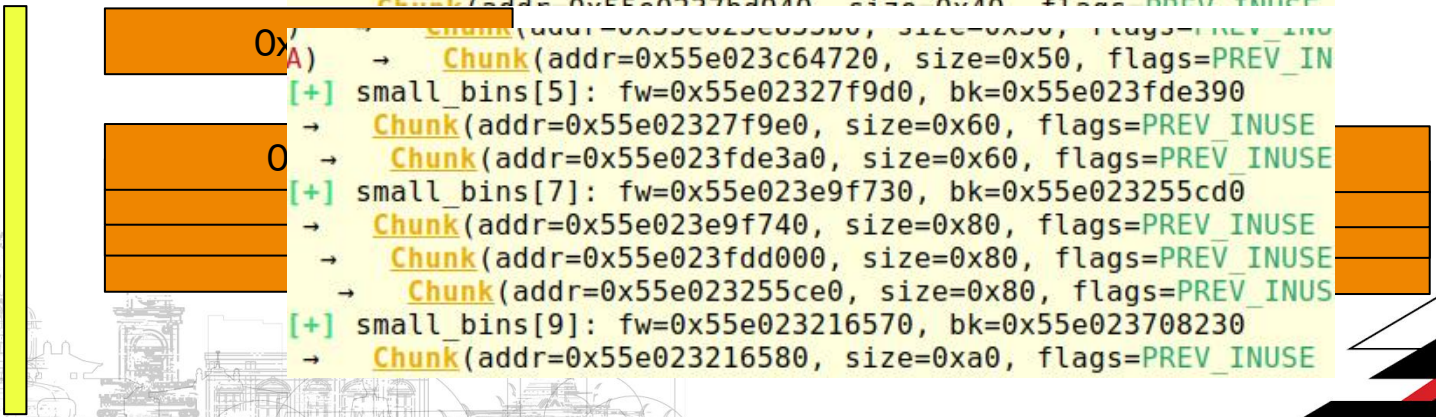 0x
A) → Chunk(addr=0x55e023c64720, size=0x50, flags=PREV_IN
[+] small_bins[5]: fw=0x55e02327f9d0, bk=0x55e023fde390
→ Chunk(addr=0x55e02327f9e0, size=0x60, flags=PREV_INUSE
0
→ Chunk(addr=0x55e023fde3a0, size=0x60, flags=PREV_INUSE
[+] small_bins[7]: fw=0x55e023e9f730, bk=0x55e023255cd0
→ Chunk(addr=0x55e023e9f740, size=0x80, flags=PREV_INUSE
→ Chunk(addr=0x55e023fdd000, size=0x80, flags=PREV_INUSE
→ Chunk(addr=0x55e023255ce0, size=0x80, flags=PREV_INUS
[+] small_bins[9]: fw=0x55e023216570, bk=0x55e023708230
→ Chunk(addr=0x55e023216580, size=0xa0, flags=PREV_INUSE